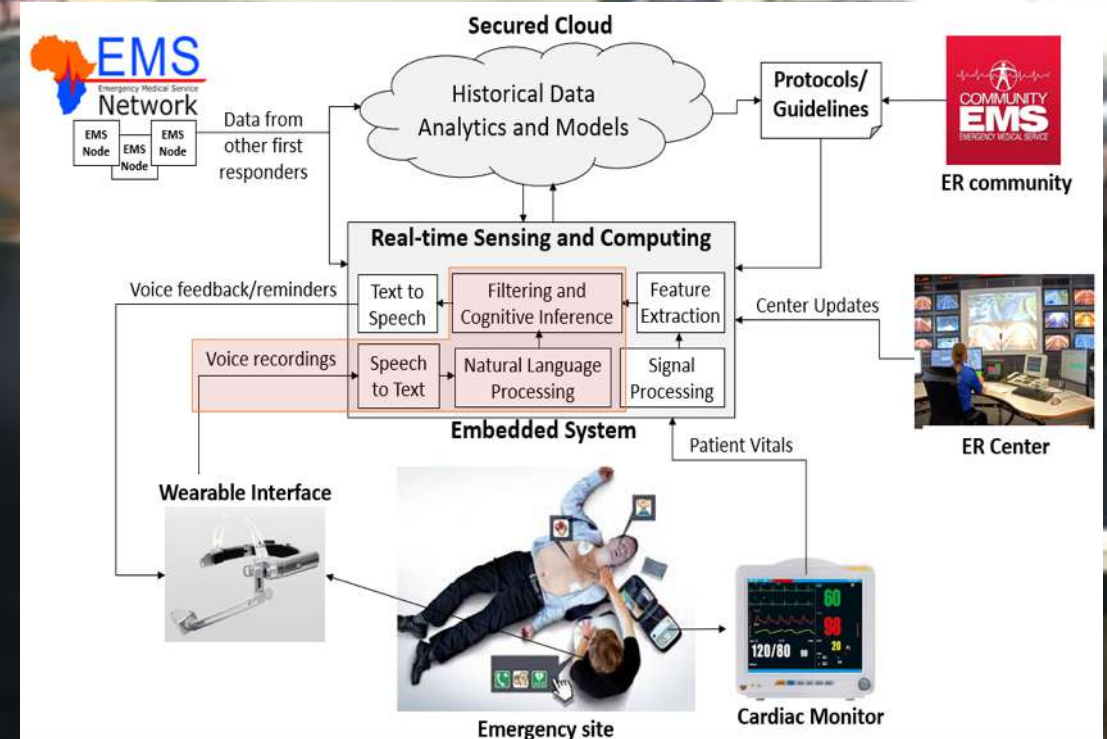 Secured Cloud
EMS
Emergency Medical Service
Network
EMS
Node
EMS
Node
EMS
Node
Data from
other first
responders
Historical Data
Analytics and Models
Protocols/
Guidelines
COMMUNITY
EMS
EMERGENCY MEDICAL SERVICE
ER community
Real-time Sensing and Computing
Voice feedback/reminders
Text to
Speech
Filtering and
Cognitive Inference
Feature
Extraction
Center Updates
Voice recordings
Speech
to Text
Natural Language
Processing
Signal
Processing
Embedded System
Patient Vitals
ER Center
Wearable Interface
60
98
120/80
20
Emergency site
Cardiac Monitor